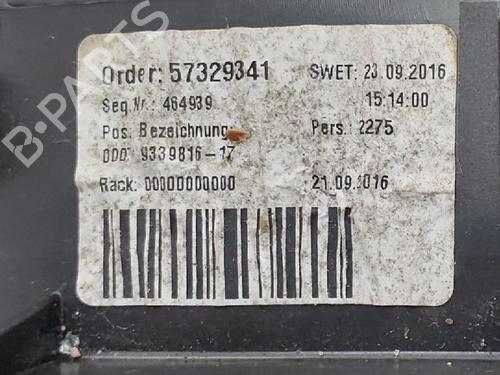 B-PARTS
Order: 57329341 SWET: 23.09.2016
Seq.Nr.: 464939 15:14:00
Pos. Bezeichnung: Pers.: 2275
000 9339816-17
Rack: 00000000000 21.09.2016